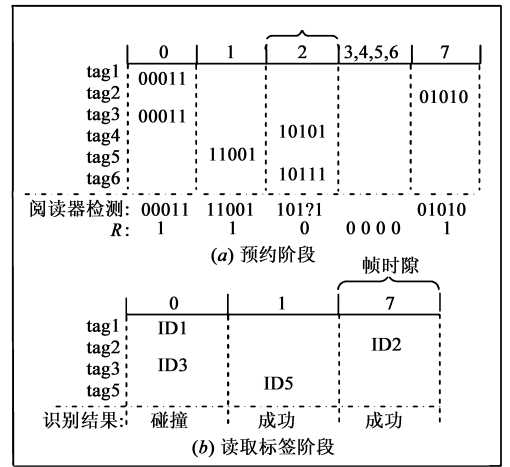 0 1 2 3,4,5,6 7
tag1 00011
tag2 01010
tag3 00011
tag4 10101
tag5 11001
tag6 10111
阅读器检测: 00011 11001 101?1 01010
R: 1 1 0 0 0 0 0 1
(a) 预约阶段
帧时隙
0 1 7
tag1 ID1
tag2 ID2
tag3 ID3
tag5 ID5
识别结果: 碰撞 成功 成功
(b) 读取标签阶段